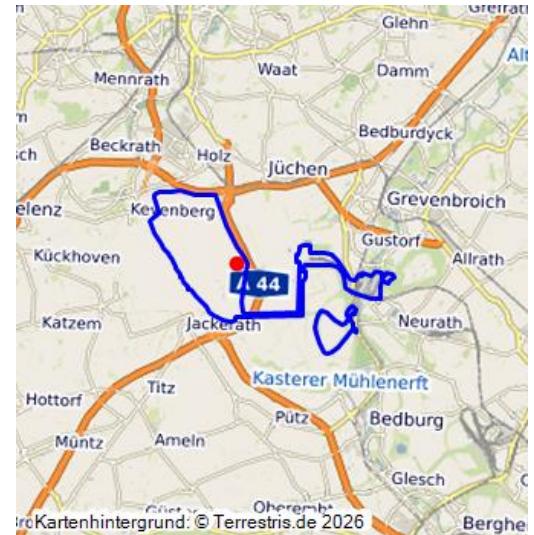 Glehn
Waat
Damm
Mennrath
Bedburdyck
Beckrath
Holz
Jüchen
Keyenberg
Grevenbroich
Gustorf
Allrath
Kückhoven
A 44
Katzem
Jackerath
Neurath
Kasterer Mühlenerft
Titz
Hottorf
Pütz
Bedburg
Müntz
Ameln
Glesch
Kartenhintergrund: © Terrestris.de 2026